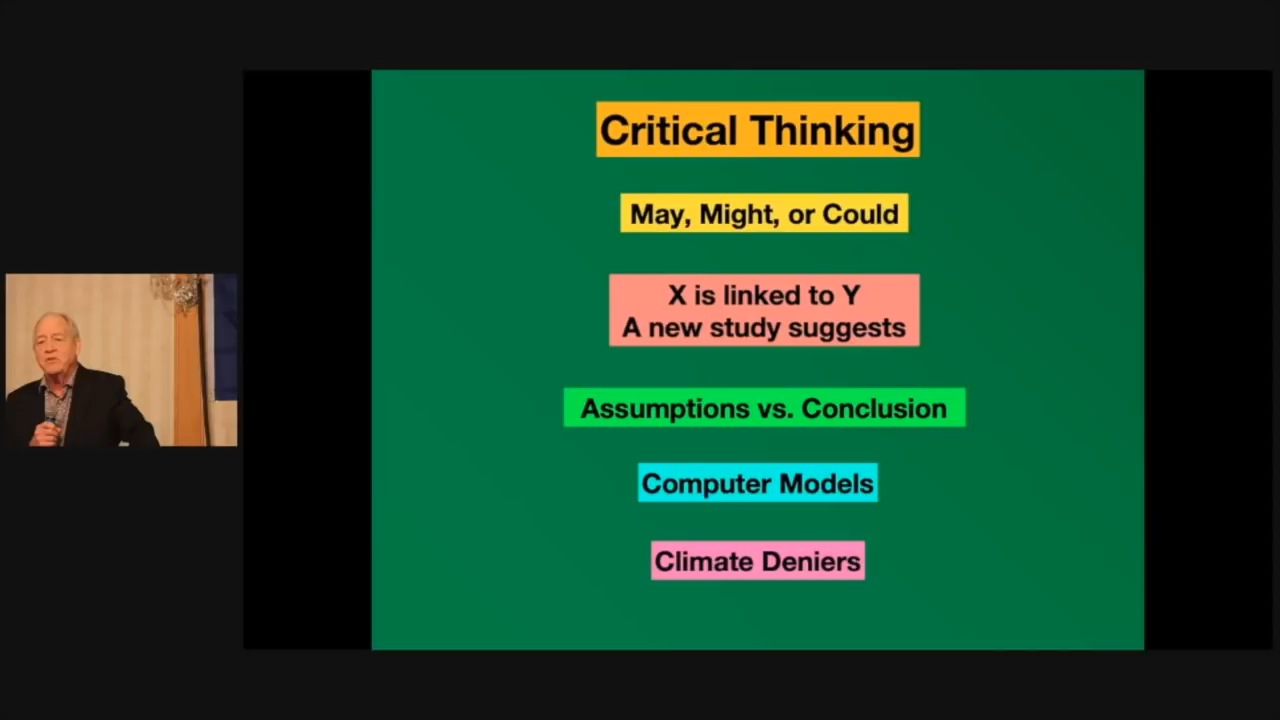 Critical Thinking
May, Might, or Could
X is linked to Y
A new study suggests
Assumptions vs. Conclusion
Computer Models
Climate Deniers